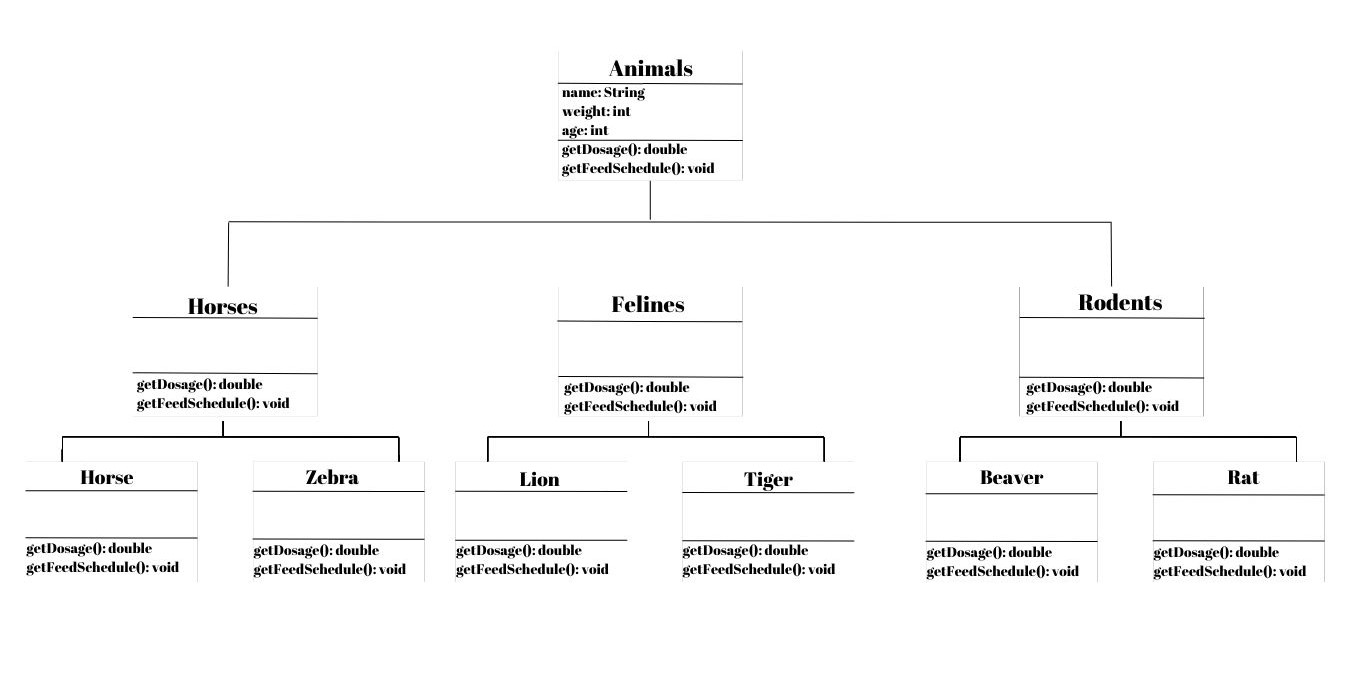 Animals
name: String
weight: int
age: int
getDosage(): double
getFeedSchedule(): void
Horses
getDosage(): double
getFeedSchedule(): void
Felines
getDosage(): double
getFeedSchedule(): void
Rodents
getDosage(): double
getFeedSchedule(): void
Horse
getDosage(): double
getFeedSchedule(): void
Zebra
getDosage(): double
getFeedSchedule(): void
Lion
getDosage(): double
getFeedSchedule(): void
Tiger
getDosage(): double
getFeedSchedule(): void
Beaver
getDosage(): double
getFeedSchedule(): void
Rat
getDosage(): double
getFeedSchedule(): void